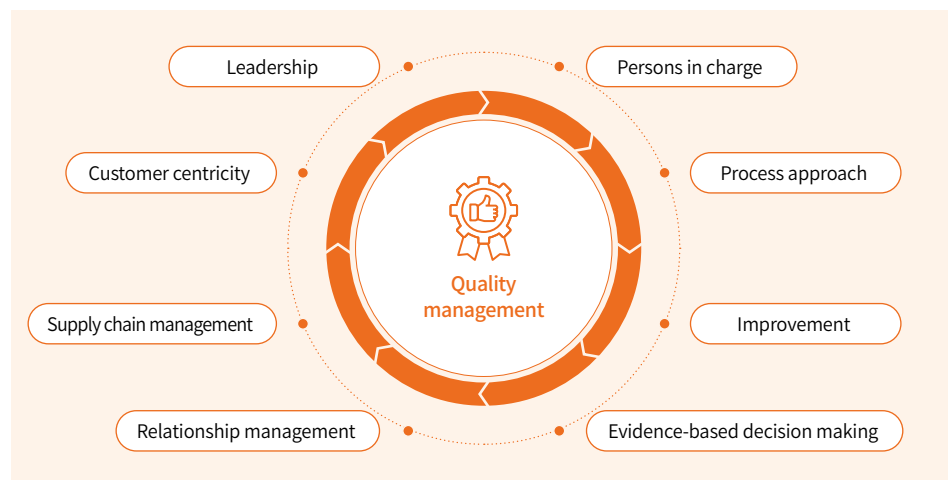 Leadership
Persons in charge
Customer centricity
Process approach
Quality
management
Supply chain management
Improvement
Relationship management
Evidence-based decision making